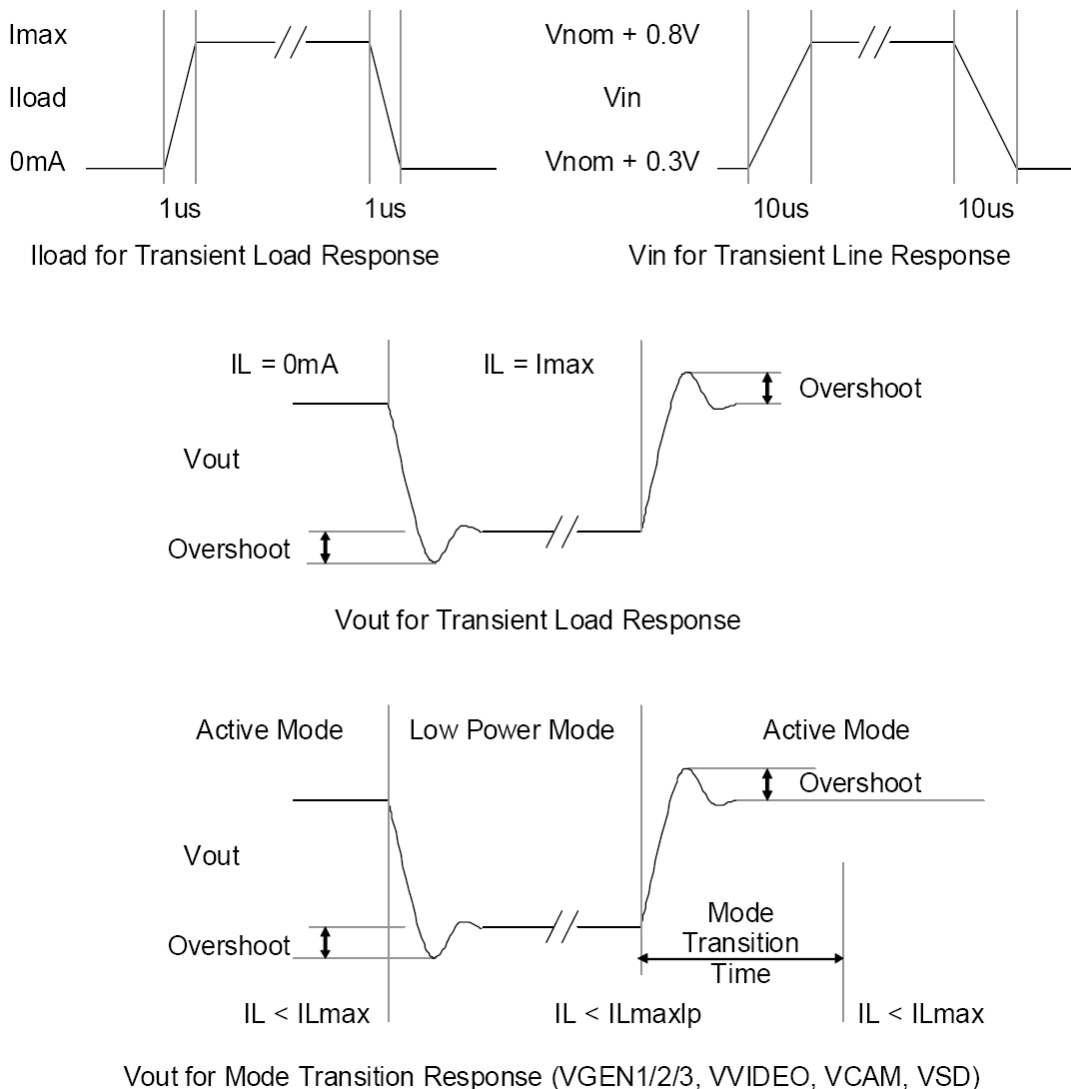 Imax
Iload
0mA
1us
1us
Iload for Transient Load Response
Vnom + 0.8V
Vin
Vnom + 0.3V
10us
10us
Vin for Transient Line Response
IL = 0mA
IL = Imax
Overshoot
Vout
Overshoot
Vout for Transient Load Response
Active Mode
Low Power Mode
Active Mode
Overshoot
Vout
Overshoot
Mode
Transition
Time
IL < ILmax
IL < ILmaxlp
IL < ILmax
Vout for Mode Transition Response (VGEN1/2/3, VVIDEO, VCAM, VSD)